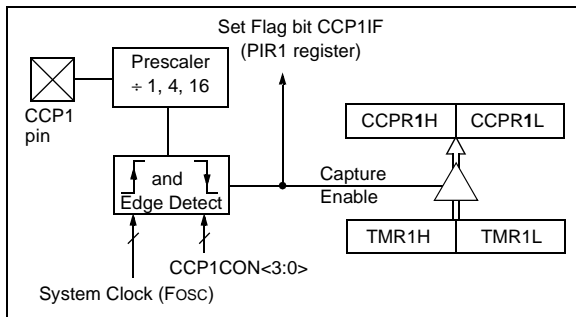 Set Flag bit CCP1IF
(PIR1 register)
Prescaler
÷ 1, 4, 16
CCP1
pin
CCPR1H
CCPR1L
and
Edge Detect
Capture
Enable
TMR1H
TMR1L
CCP1CON<3:0>
System Clock (FOSC)